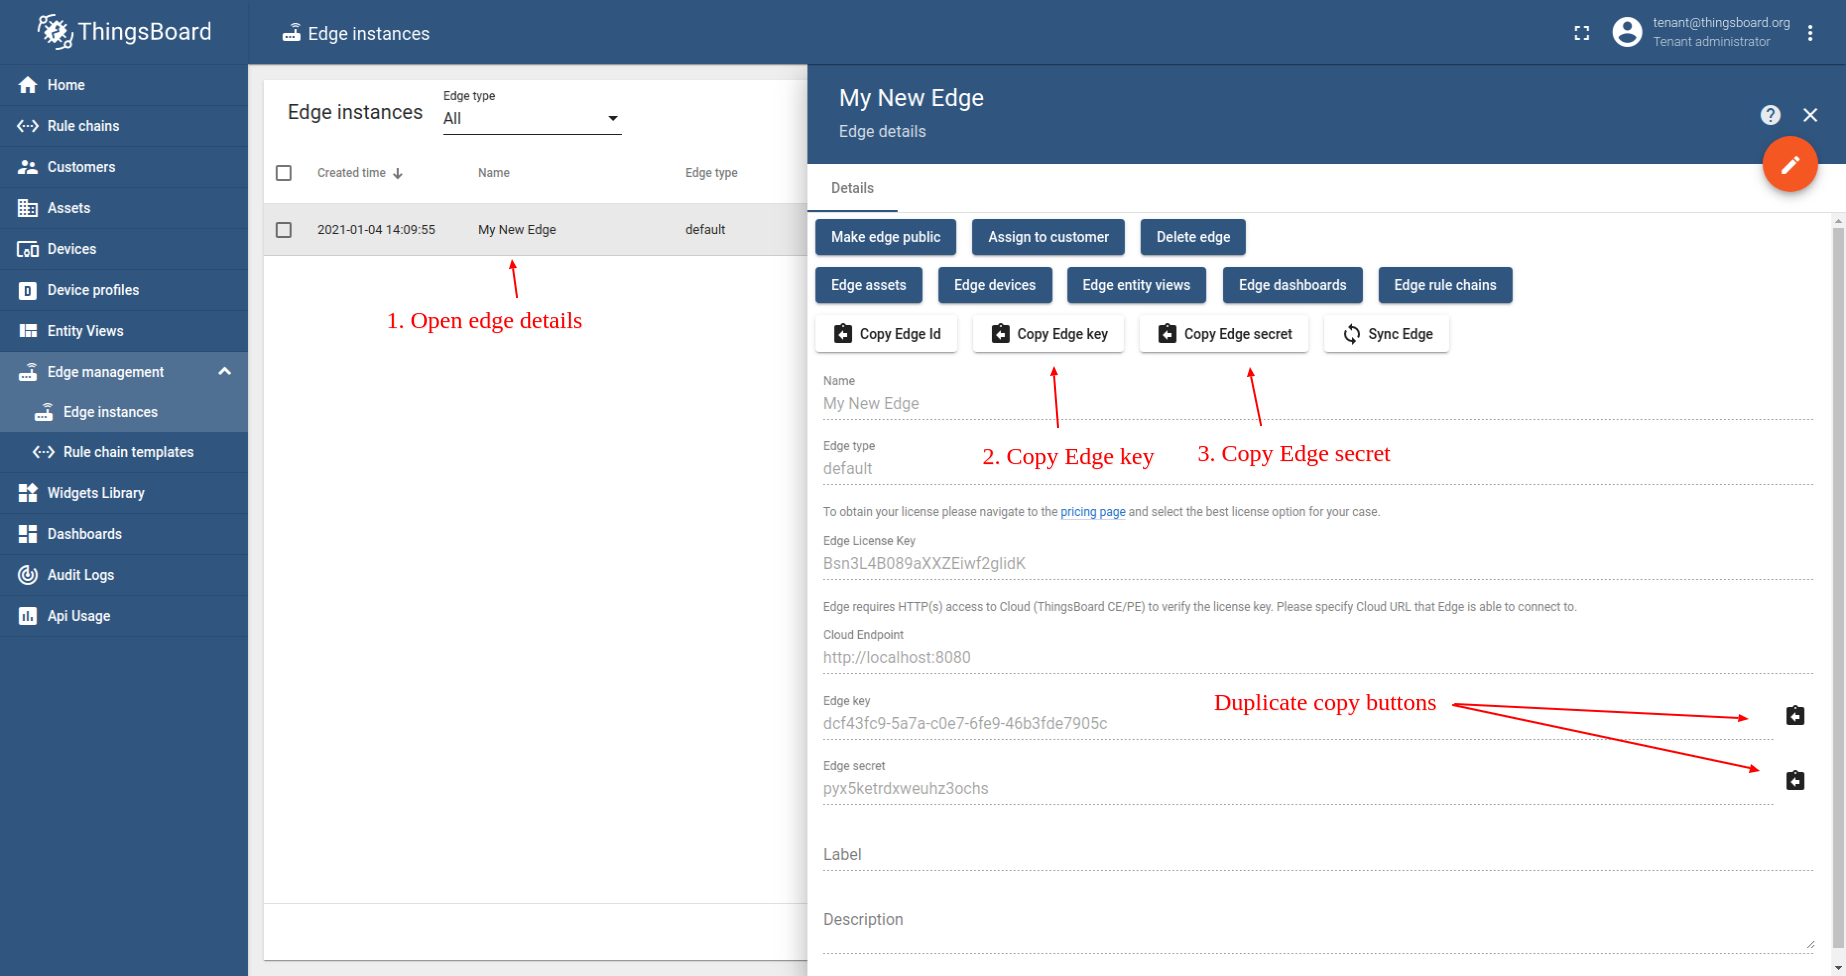 ThingsBoard
Edge instances
tenant@thingsboard.org
Tenant administrator
Home
Rule chains
Customers
Assets
Devices
Device profiles
Entity Views
Edge management
Edge instances
Rule chain templates
Widgets Library
Dashboards
Audit Logs
Api Usage
Edge instances
Edge type
All
Created time
Name
Edge type
2021-01-04 14:09:55
My New Edge
default
1. Open edge details
My New Edge
Edge details
Details
Make edge public
Assign to customer
Delete edge
Edge assets
Edge devices
Edge entity views
Edge dashboards
Edge rule chains
Copy Edge Id
Copy Edge key
Copy Edge secret
Sync Edge
2. Copy Edge key
3. Copy Edge secret
Name
My New Edge
Edge type
default
To obtain your license please navigate to the pricing page and select the best license option for your case.
Edge License Key
Bsn3L4B089aXXZEiwf2glidK
Edge requires HTTP(s) access to Cloud (ThingsBoard CE/PE) to verify the license key. Please specify Cloud URL that Edge is able to connect to.
Cloud Endpoint
http://localhost:8080
Edge key
dcf43fc9-5a7a-c0e7-6fe9-46b3fde7905c
Duplicate copy buttons
Edge secret
pyx5ketrdxweuhz3ochs
Label
Description